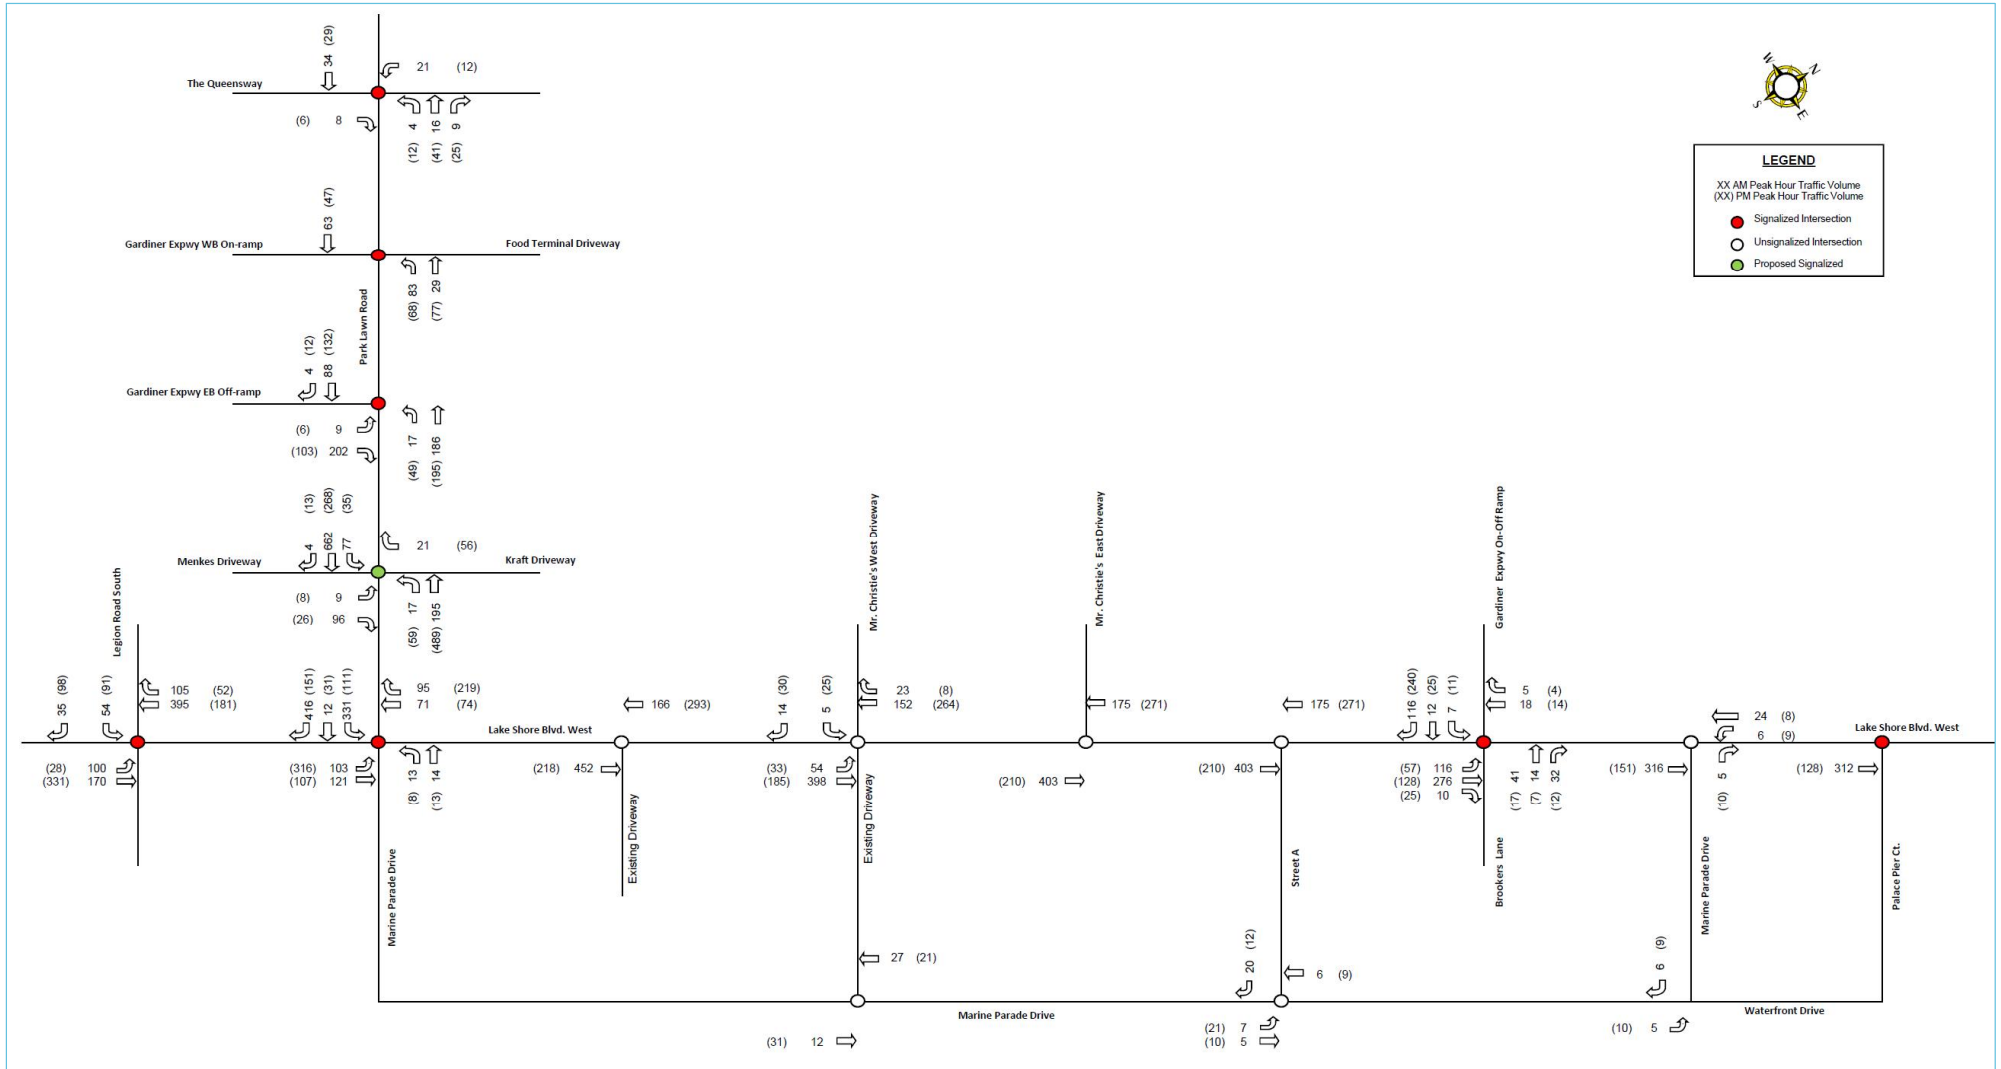 34 (29)
21 (12)
The Queensway
(6) 8
4 16 9
(12) (41) (25)
W N
S E
LEGEND
XX AM Peak Hour Traffic Volume
(XX) PM Peak Hour Traffic Volume
Signalized Intersection
Unsignalized Intersection
Proposed Signalized
63 (47)
Gardiner Expwy WB On-ramp
Food Terminal Driveway
(68) 83
(77) 29
Park Lawn Road
4 (12)
88 (132)
Gardiner Expwy EB Off-ramp
(6) 9
(103) 202
(49) 17
(195) 186
(13) (268) (35)
4 662 77
21 (56)
Menkes Driveway
Kraft Driveway
(8) 9
(26) 96
(59) 17
(489) 195
Legion Road South
Mr. Christie's West Driveway
Mr. Christie's East Driveway
Gardiner Expwy On-Off Ramp
35 (98)
54 (91)
105 (52)
395 (181)
416 (151)
12 (31)
331 (111)
95 (219)
71 (74)
166 (293)
14 (30)
5 (25)
23 (8)
152 (264)
175 (271)
175 (271)
116 (240)
12 (25)
7 (11)
5 (4)
18 (14)
24 (8)
6 (9)
Lake Shore Blvd. West
Lake Shore Blvd. West
(28) 100
(331) 170
(316) 103
(107) 121
(8) 13
(13) 14
(218) 452
(33) 54
(185) 398
(210) 403
(210) 403
(57) 116
(128) 276
(25) 10
(17) 41
(7) 14
(12) 32
(151) 316
(10) 5
(128) 312
Marine Parade Drive
Existing Driveway
Existing Driveway
Street A
Brookers Lane
Marine Parade Drive
Palace Pier Ct.
27 (21)
20 (12)
6 (9)
6 (9)
Marine Parade Drive
Waterfront Drive
(31) 12
(21) 7
(10) 5
(10) 5